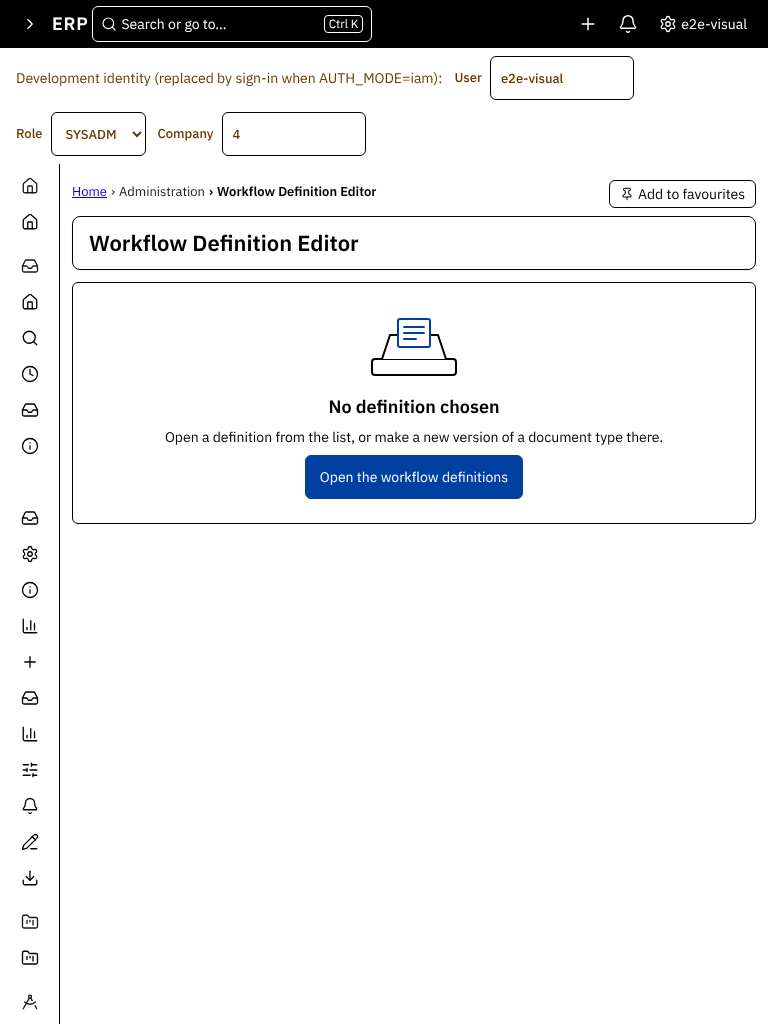 ERP Search or go to... Ctrl K e2e-visual
Development identity (replaced by sign-in when AUTH_MODE=iam): User e2e-visual
Role SYSADM Company 4
Home › Administration › Workflow Definition Editor Add to favourites
Workflow Definition Editor
No definition chosen
Open a definition from the list, or make a new version of a document type there.
Open the workflow definitions